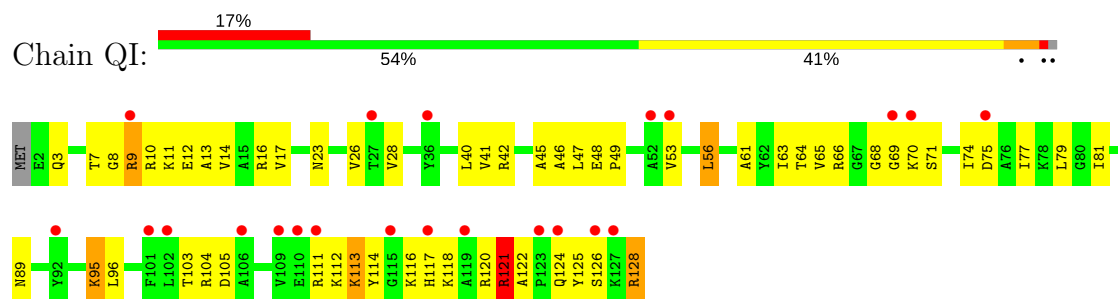 17%
Chain QI:
54% 41% • ••
MET E2 Q3 T7 G8 R9 R10 K11 E12 A13 V14 A15 R16 V17 N23 V26 T27 V28 Y36 L40 V41 R42 A45 A46 L47 E48 P49 A52 V53 L56 A61 Y62 I63 T64 V65 R66 G67 G68 G69 K70 S71 I74 D75 A76 I77 K78 L79 G80 I81
N89 Y92 K95 L96 F101 L102 T103 R104 D105 A106 V109 E110 R111 K112 K113 Y114 G115 K116 H117 K118 A119 R120 R121 A122 P123 Q124 Y125 S126 K127 R128